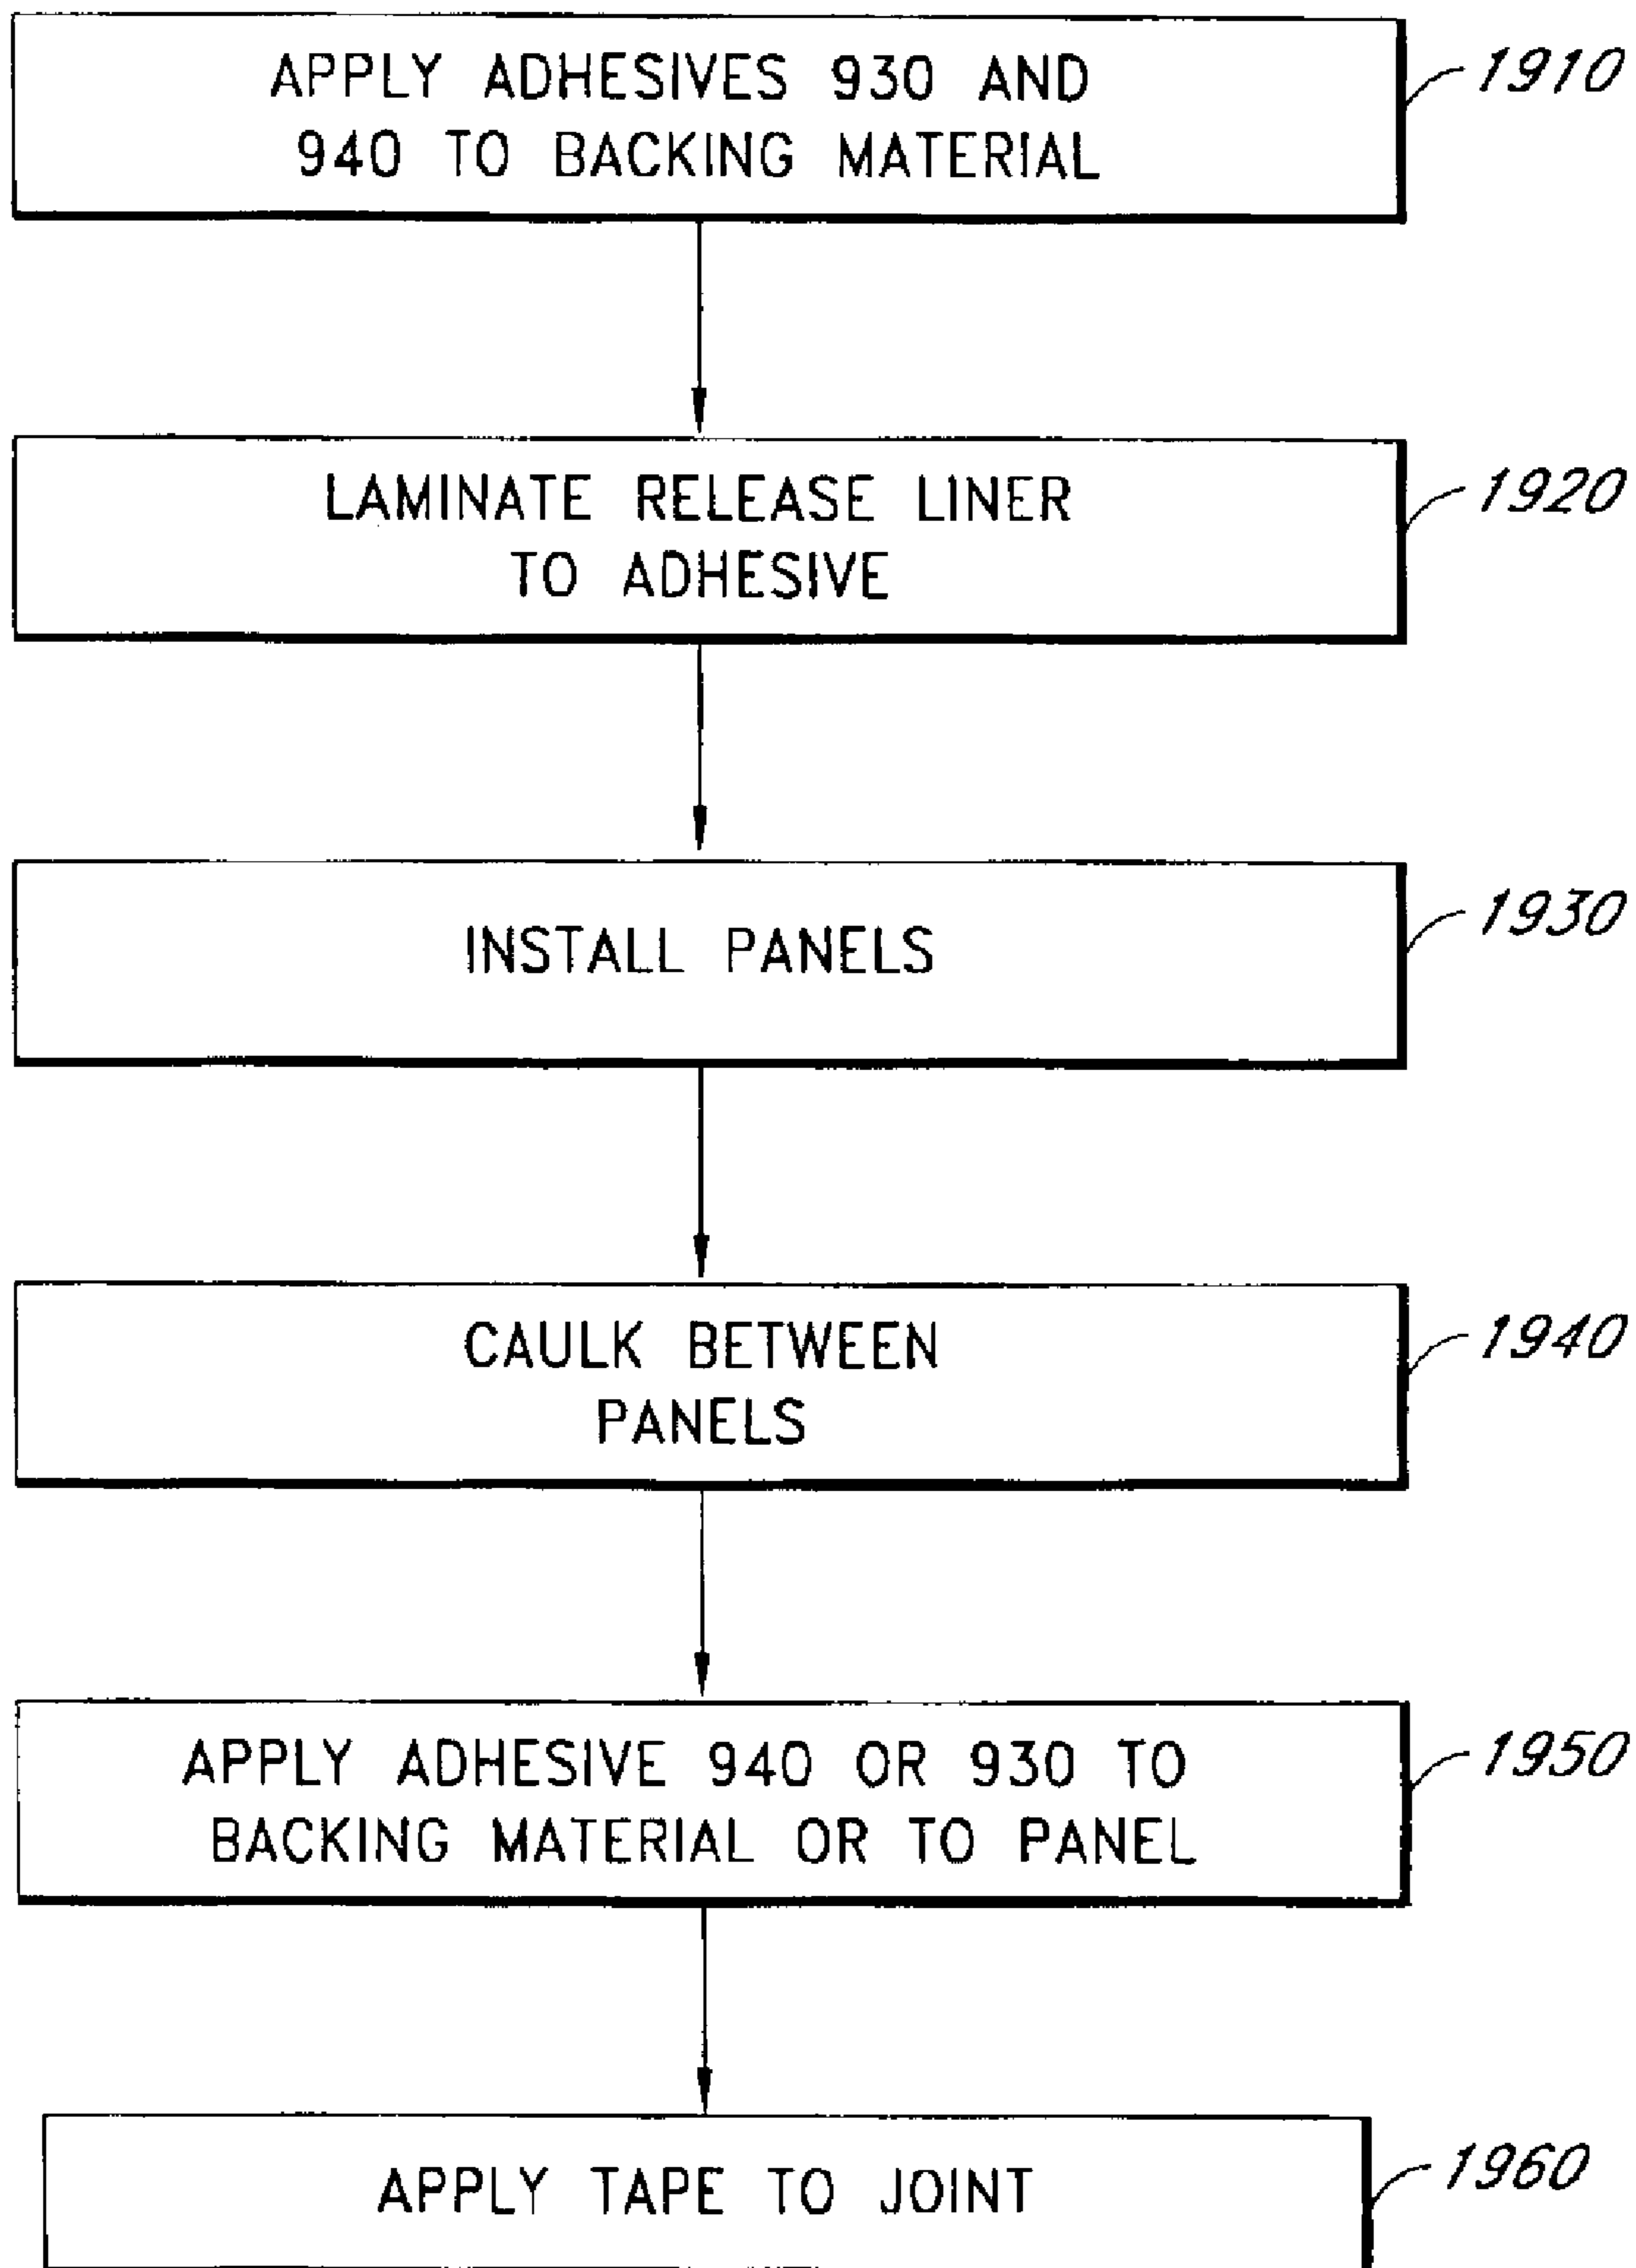 APPLY ADHESIVES 930 AND
940 TO BACKING MATERIAL
1910
LAMINATE RELEASE LINER
TO ADHESIVE
1920
INSTALL PANELS
1930
CAULK BETWEEN
PANELS
1940
APPLY ADHESIVE 940 OR 930 TO
BACKING MATERIAL OR TO PANEL
1950
APPLY TAPE TO JOINT
1960